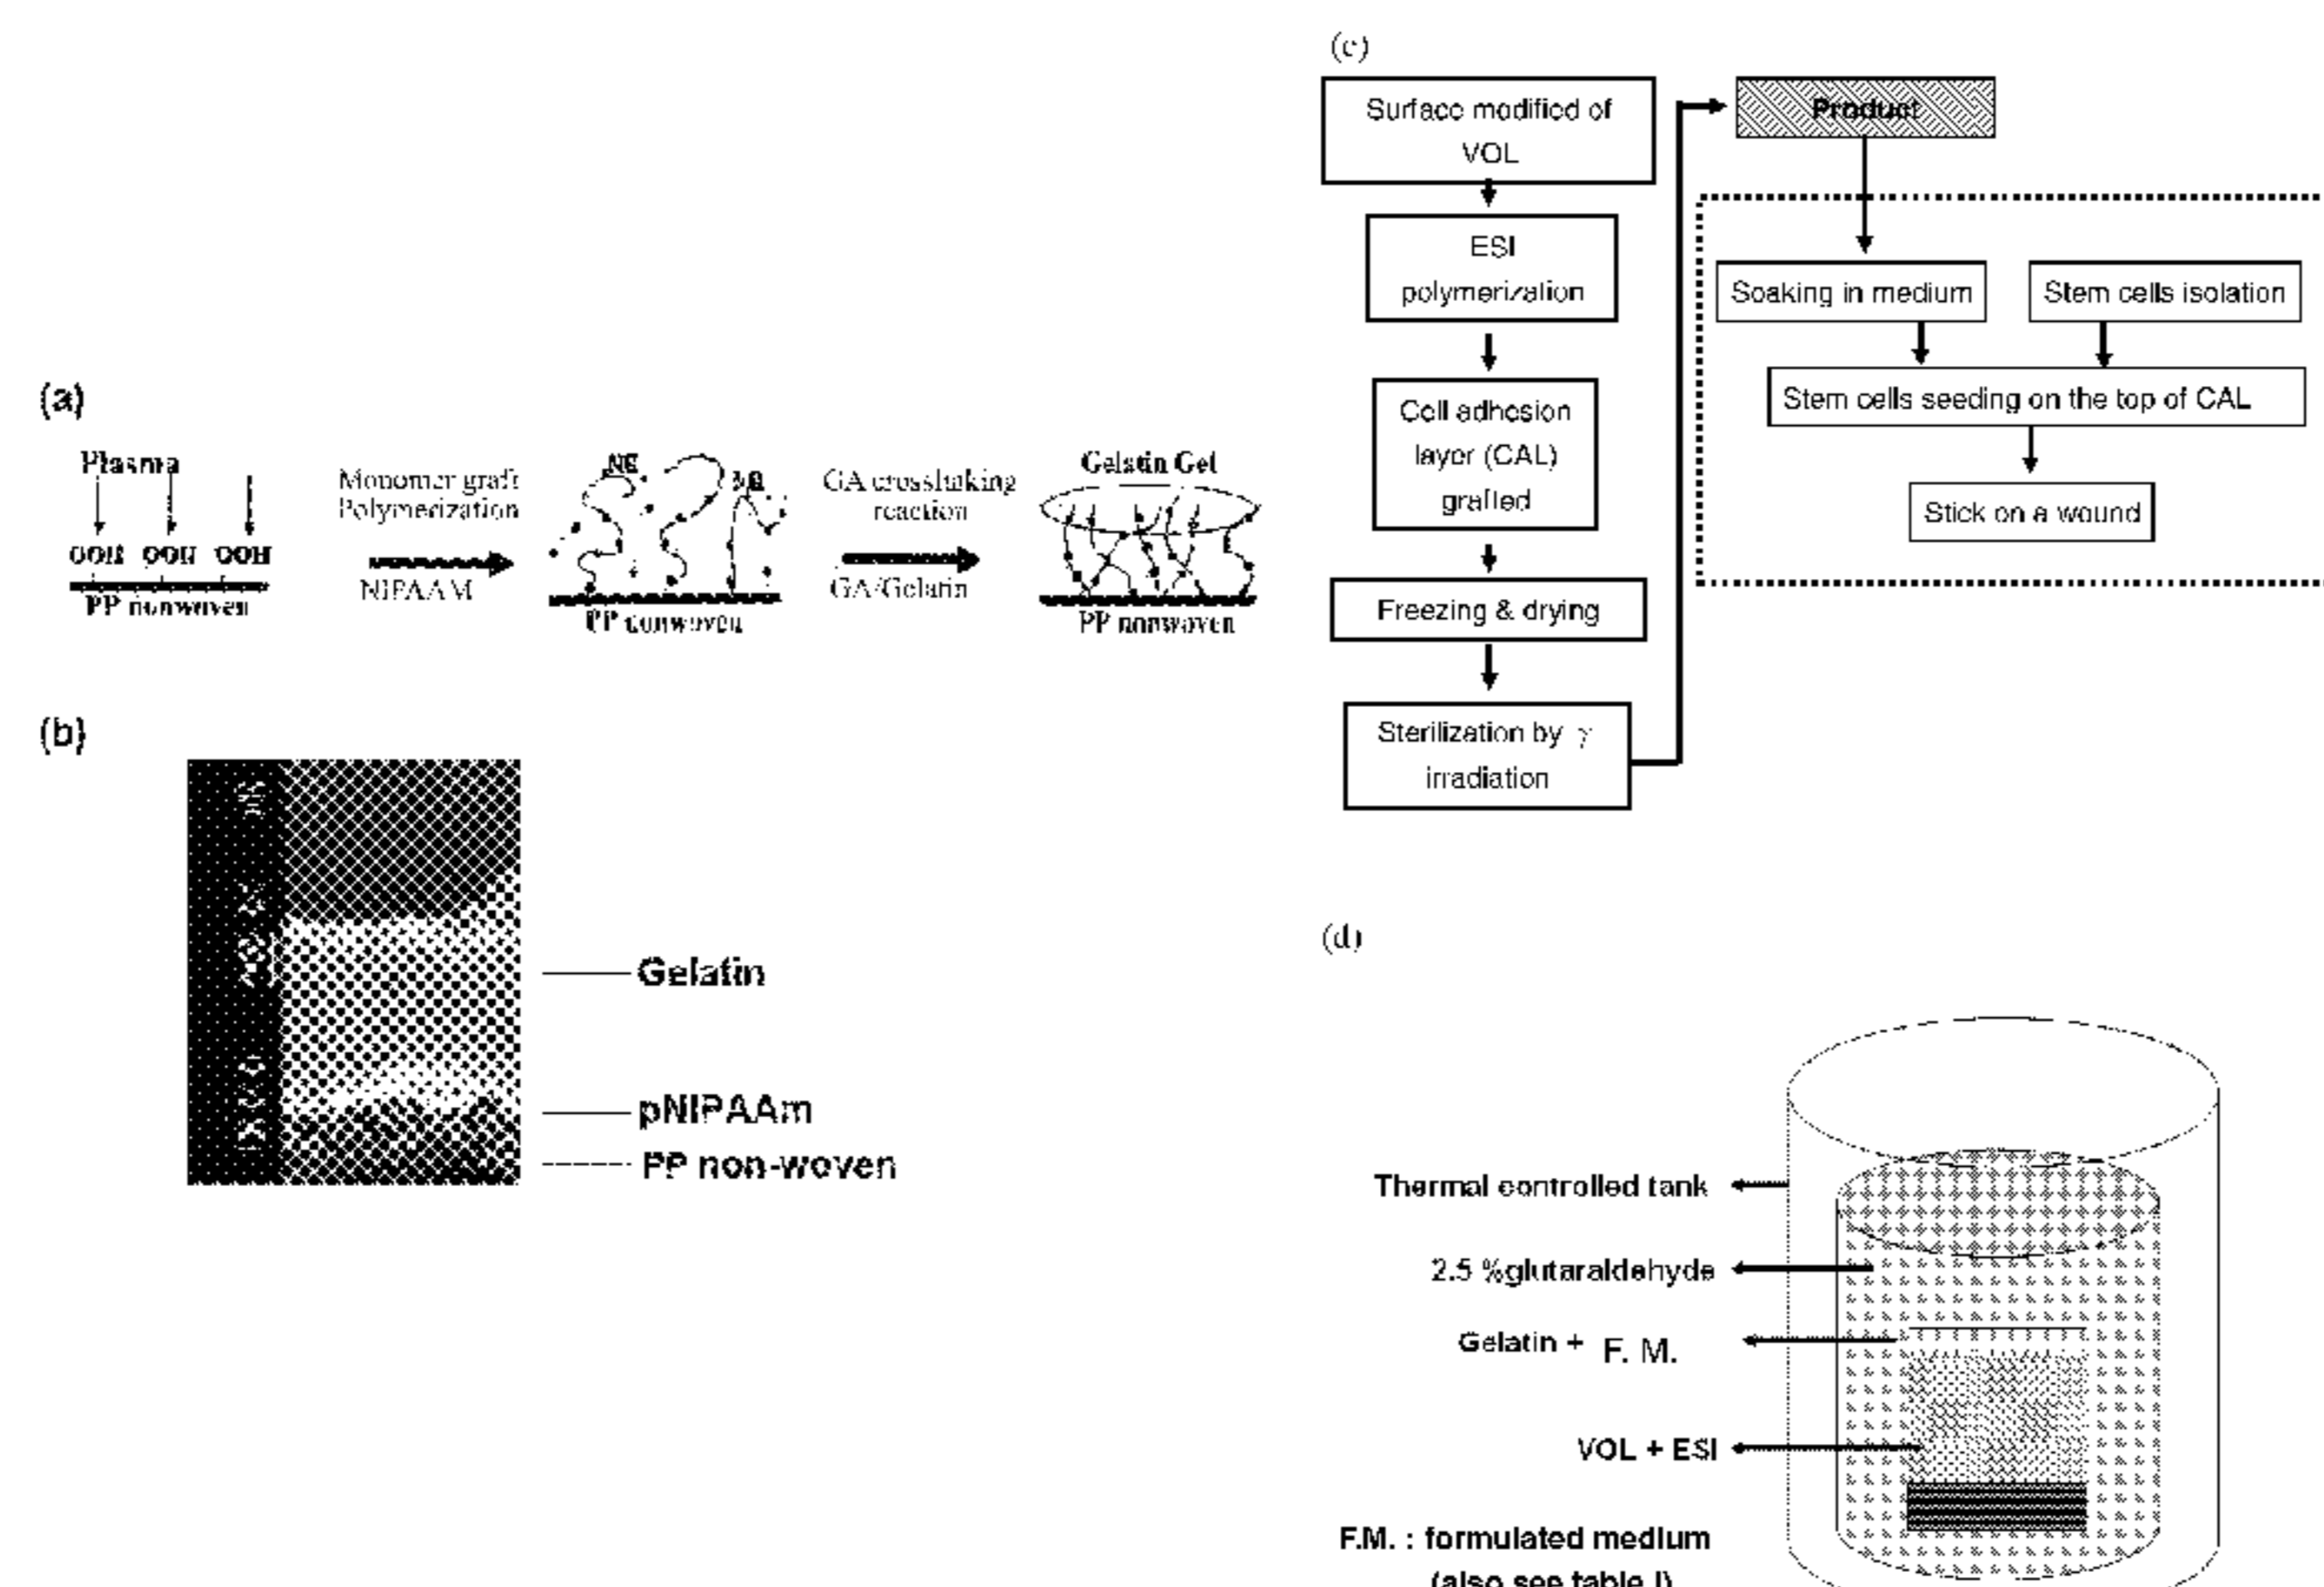 (a)
Plasma
OOH OOH OOH
PP nonwoven
Monomer graft
Polymerization
NIPAAM
PP nonwoven
GA crosslinking
reaction
GA/Gelatin
Gelatin Gel
PP nonwoven
(b)
Gelatin
pNIPAAm
PP non-woven
(c)
Surface modified of
VOL
ESI
polymerization
Cell adhesion
layer (CAL)
grafted
Freezing & drying
Sterilization by γ
irradiation
Product
Soaking in medium
Stem cells isolation
Stem cells seeding on the top of CAL
Stick on a wound
(d)
Thermal controlled tank
2.5 %glutaraldehyde
Gelatin + F. M.
VOL + ESI
F.M. : formulated medium
(also see table I)